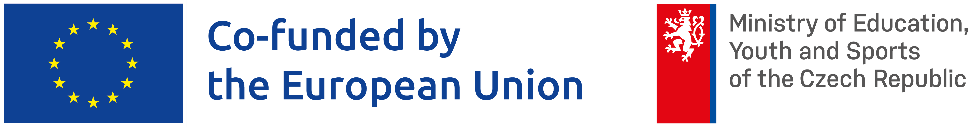 Co-funded by
the European Union
Ministry of Education,
Youth and Sports
of the Czech Republic